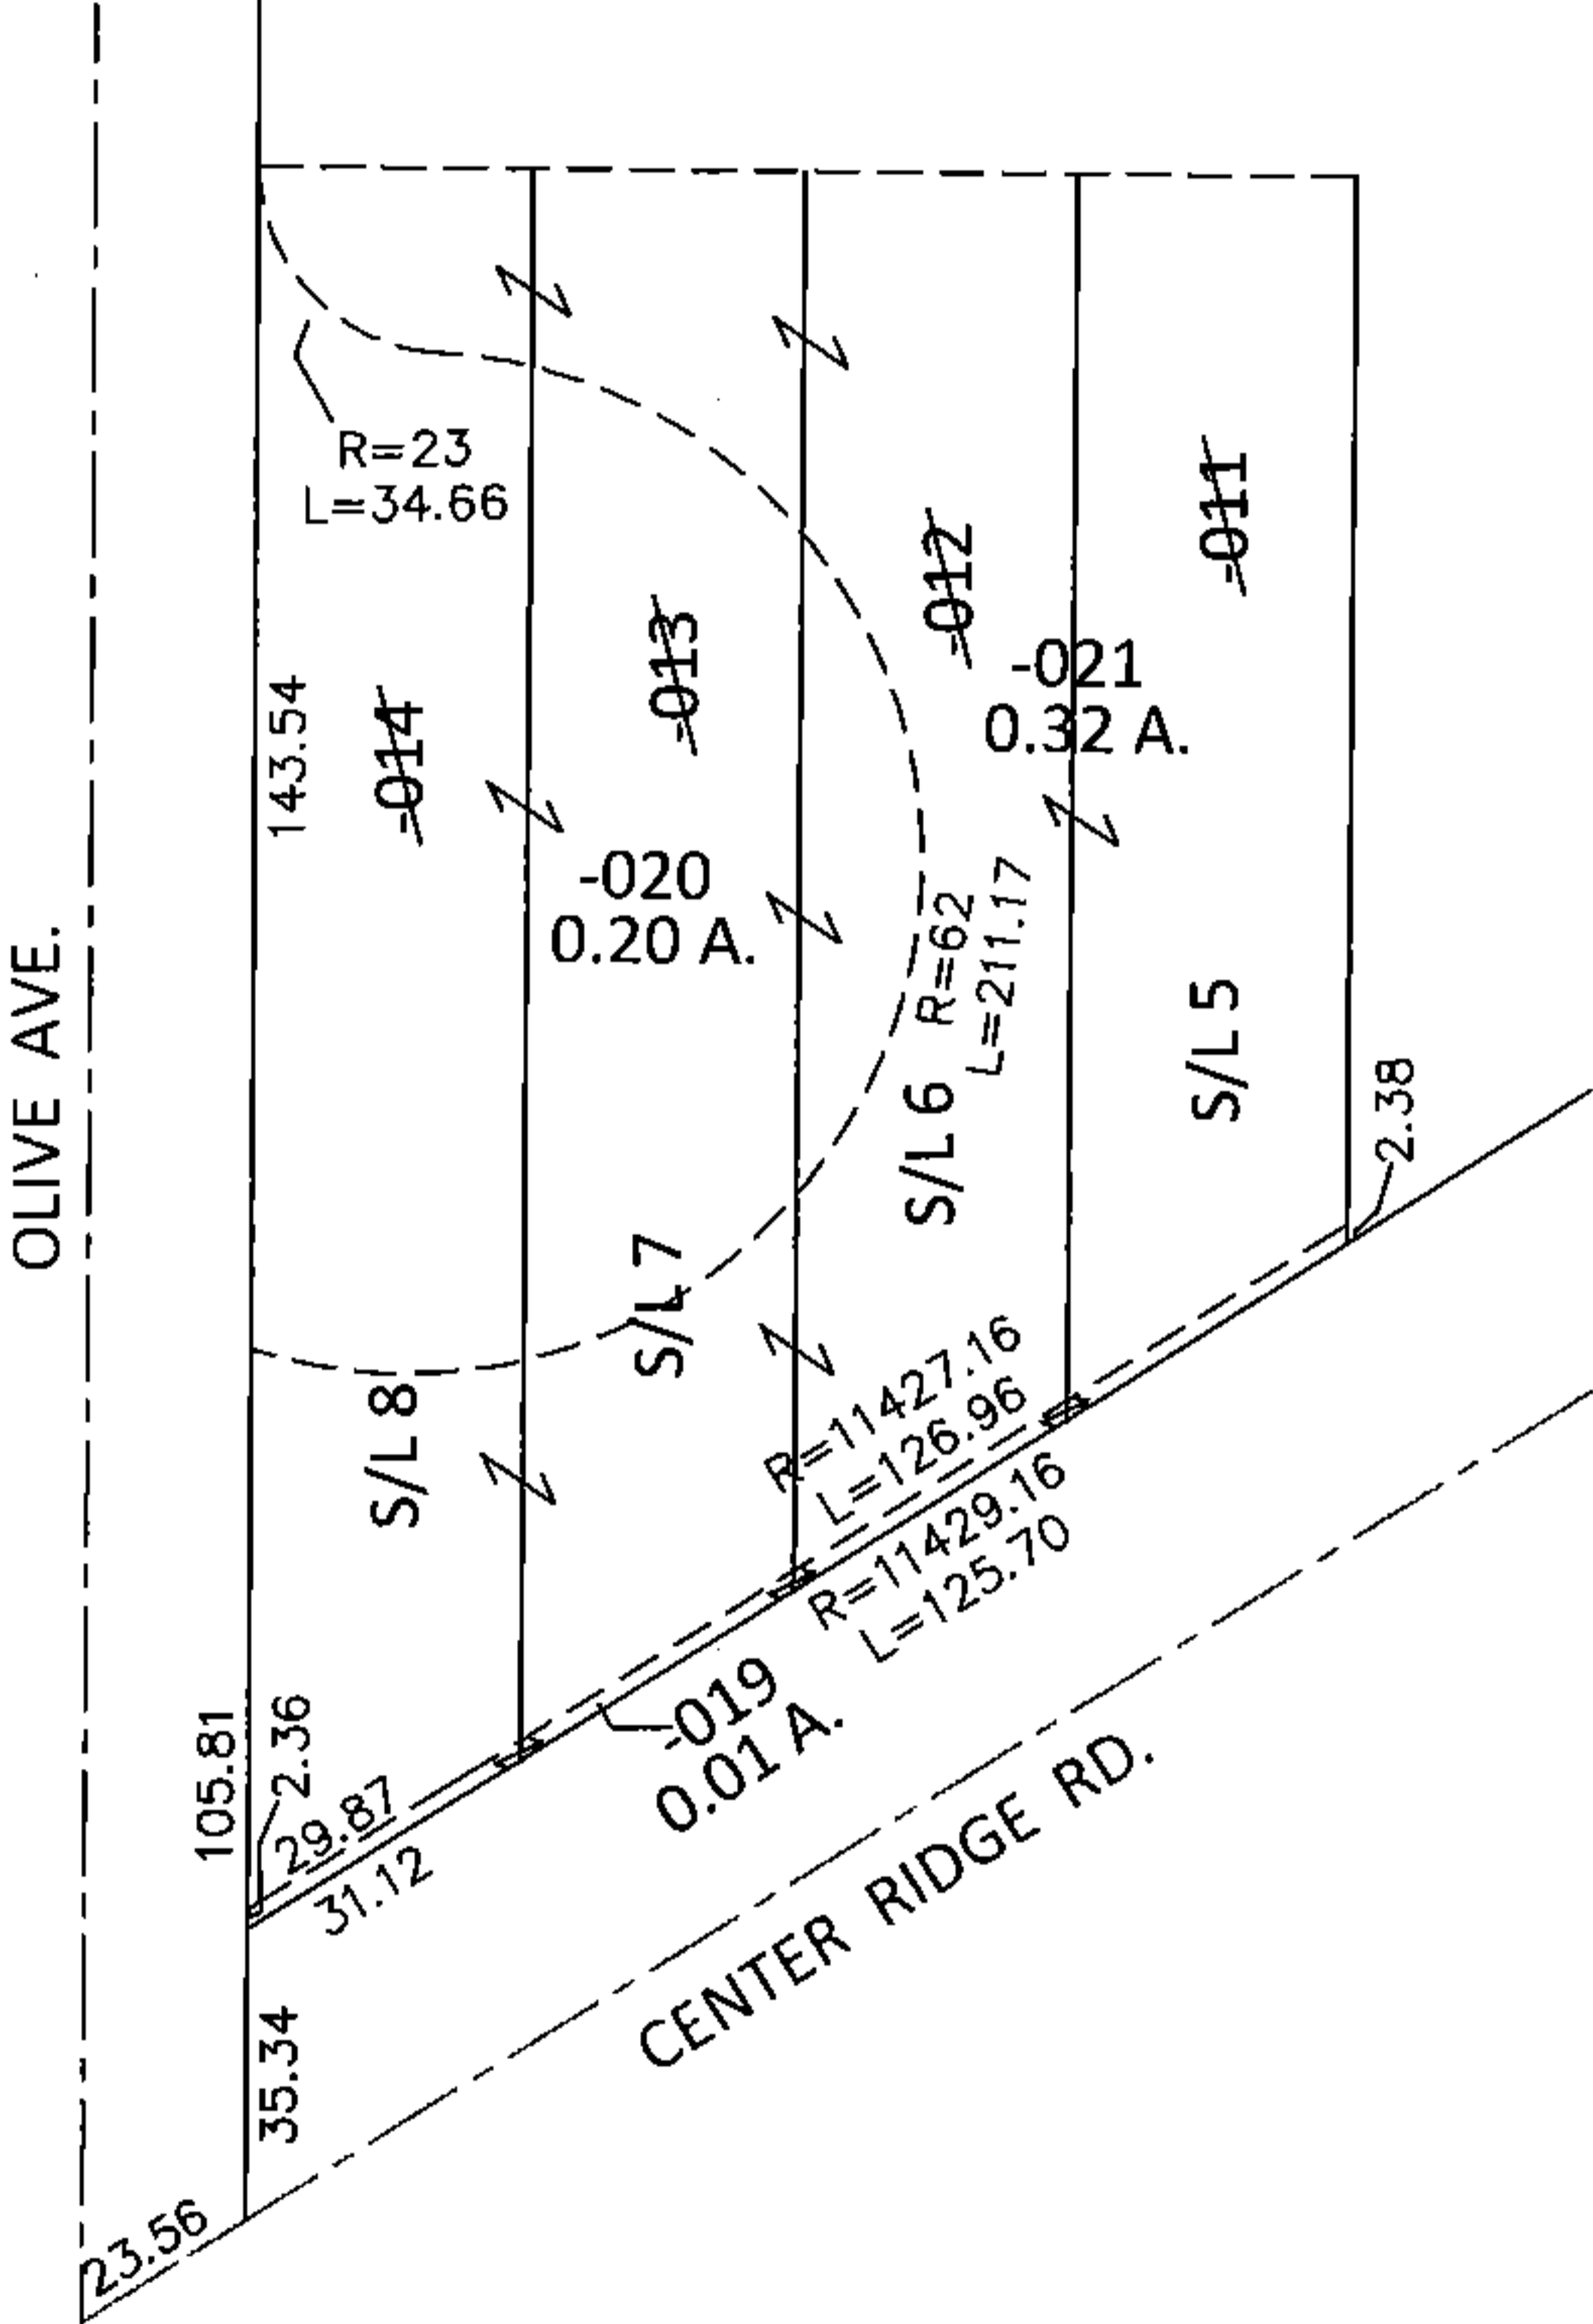 OLIVE AVE.
R=23
L=34.66
143.54
-014
-013
-012
-011
-021
0.32 A.
-020
0.20 A.
R=62
L=211.17
S/L 8
S/L 7
S/L 6
S/L 5
2.38
R=11427.16
L=126.96
R=11429.16
L=125.70
105.81
2.36
29.87
31.12
-019
0.01 A.
35.34
23.56
CENTER RIDGE RD.